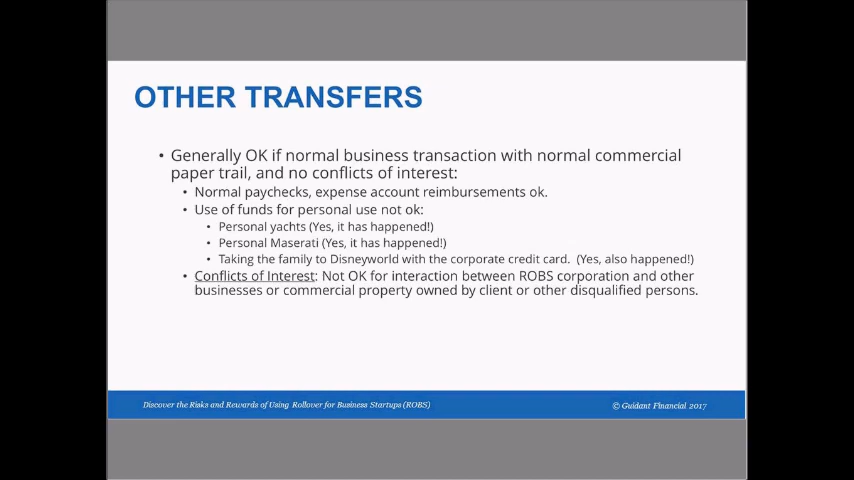 OTHER TRANSFERS
• Generally OK if normal business transaction with normal commercial
paper trail, and no conflicts of interest:
• Normal paychecks, expense account reimbursements ok.
• Use of funds for personal use not ok:
• Personal yachts (Yes, it has happened!)
• Personal Maserati (Yes, it has happened!)
• Taking the family to Disneyworld with the corporate credit card. (Yes, also happened!)
• Conflicts of Interest: Not OK for interaction between ROBS corporation and other
businesses or commercial property owned by client or other disqualified persons.
Discover the Risks and Rewards of Using Rollover for Business Startups (ROBS)
© Guidant Financial 2017